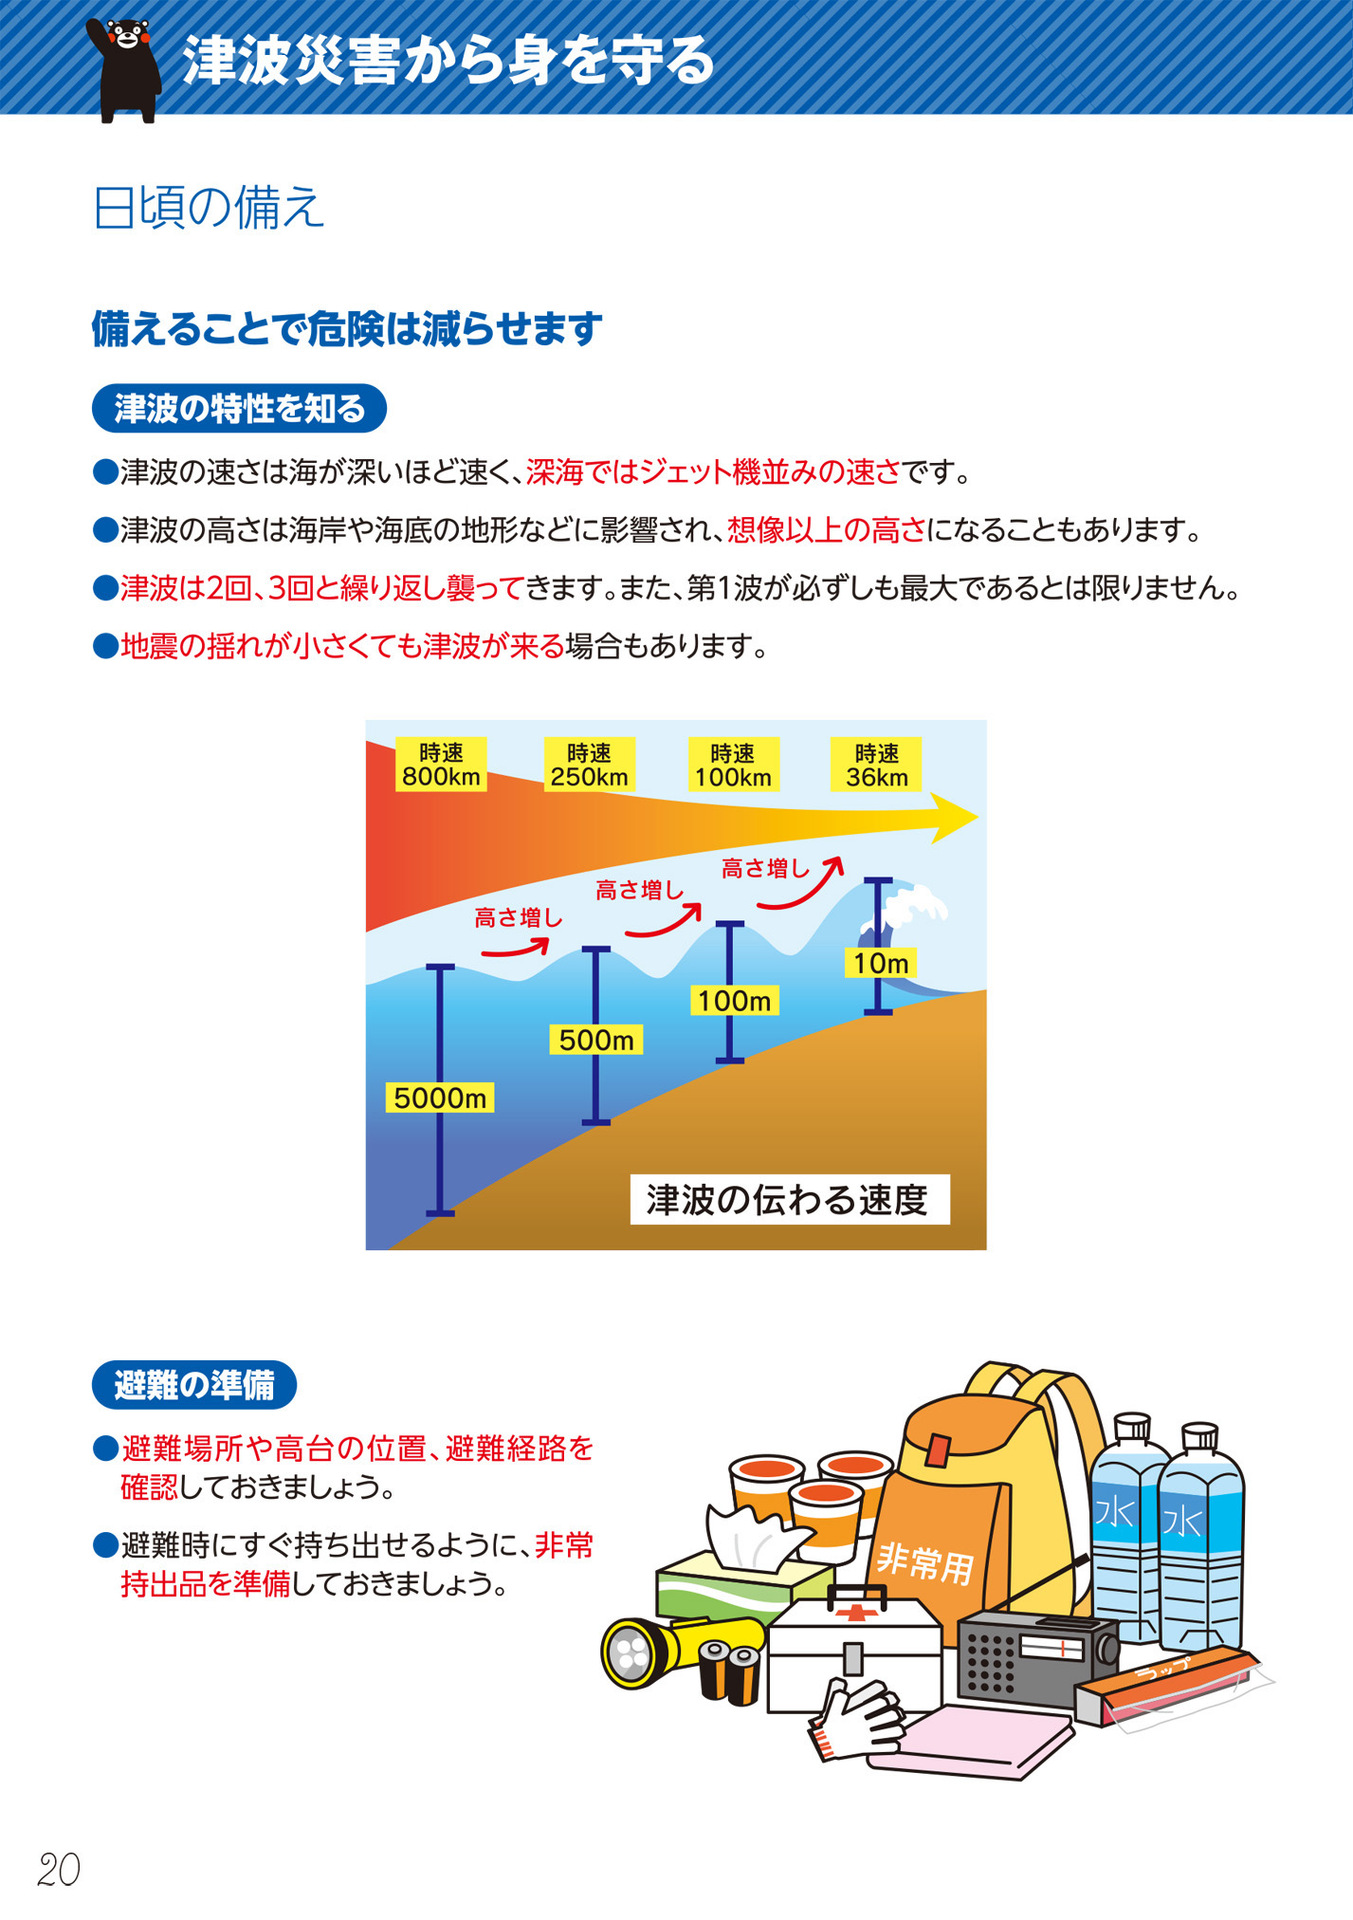 津波災害から身を守る
日頃の備え
備えることで危険は減らせます
津波の特性を知る
●津波の速さは海が深いほど速く、深海ではジェット機並みの速さです。
●津波の高さは海岸や海底の地形などに影響され、想像以上の高さになることもあります。
●津波は2回、3回と繰り返し襲ってきます。また、第1波が必ずしも最大であるとは限りません。
●地震の揺れが小さくても津波が来る場合もあります。
時速
800km
時速
250km
時速
100km
時速
36km
高さ増し
高さ増し
高さ増し
10m
100m
500m
5000m
津波の伝わる速度
避難の準備
●避難場所や高台の位置、避難経路を
確認しておきましょう。
●避難時にすぐ持ち出せるように、非常
持出品を準備しておきましょう。
非常用
水
水
ラップ
20